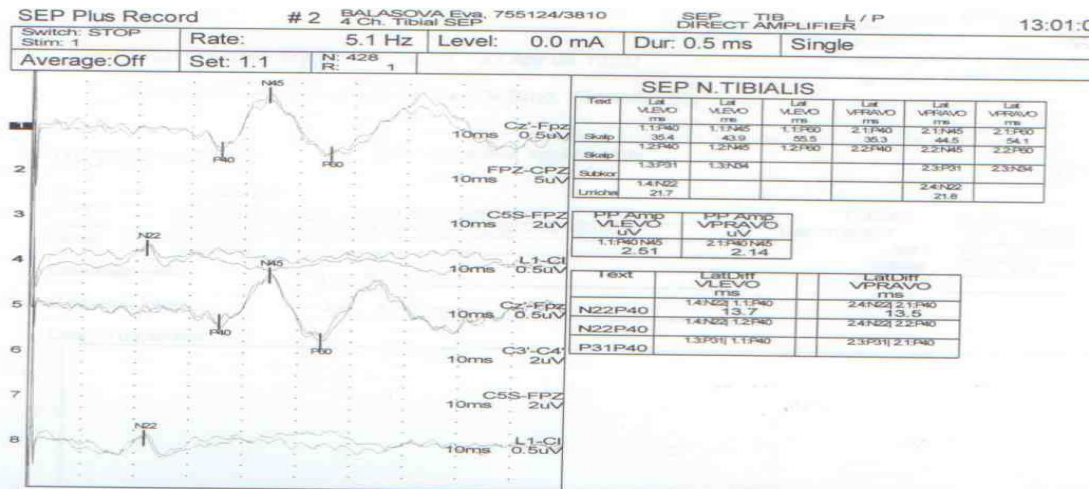 SEP Plus Record # 2 BALASOVA Eva, 755124/3810 SEP TIB L / P 13:01:0
4 Ch. Tibial SEP DIRECT AMPLIFIER
Switch: STOP
Stim: 1 Rate: 5.1 Hz Level: 0.0 mA Dur: 0.5 ms Single
Average:Off Set: 1.1 N: 428
R: 1
N45
Cz'-Fpz
10ms 0.5uV
P40 P60
2 FPZ-CPZ
10ms 5uV
3 C5S-FPZ
10ms 2uV
N22
4 L1-CI
10ms 0.5uV
N45
5 Cz'-Fpz
10ms 0.5uV
P40 P60
6 C3'-C4'
10ms 2uV
7 C5S-FPZ
10ms 2uV
N22
8 L1-CI
10ms 0.5uV
SEP N.TIBIALIS
Text Lat VLEVO ms Lat VLEVO ms Lat VLEVO ms Lat VPRAVO ms Lat VPRAVO ms Lat VPRAVO ms
1.1:P40 1.1:N45 1.1:P60 2.1:P40 2.1:N45 2.1:P60
Skalp 35.4 43.9 55.5 35.3 44.5 54.1
Skalp 1.2:P40 1.2:N45 1.2:P60 2.2:P40 2.2:N45 2.2:P60
Subkor 1.3:P31 1.3:N34 2.3:P31 2.3:N34
1.4:N22 2.4:N22
21.7 21.8
PP Amp VLEVO uV PP Amp VPRAVO uV
1.1:P40 N45 2.1:P40 N45
2.51 2.14
Text LatDiff VLEVO ms LatDiff VPRAVO ms
1.4:N22| 1.1:P40 2.4:N22| 2.1:P40
N22P40 13.7 13.5
N22P40 1.4:N22| 1.2:P40 2.4:N22| 2.2:P40
P31P40 1.3:P31| 1.1:P40 2.3:P31| 2.1:P40